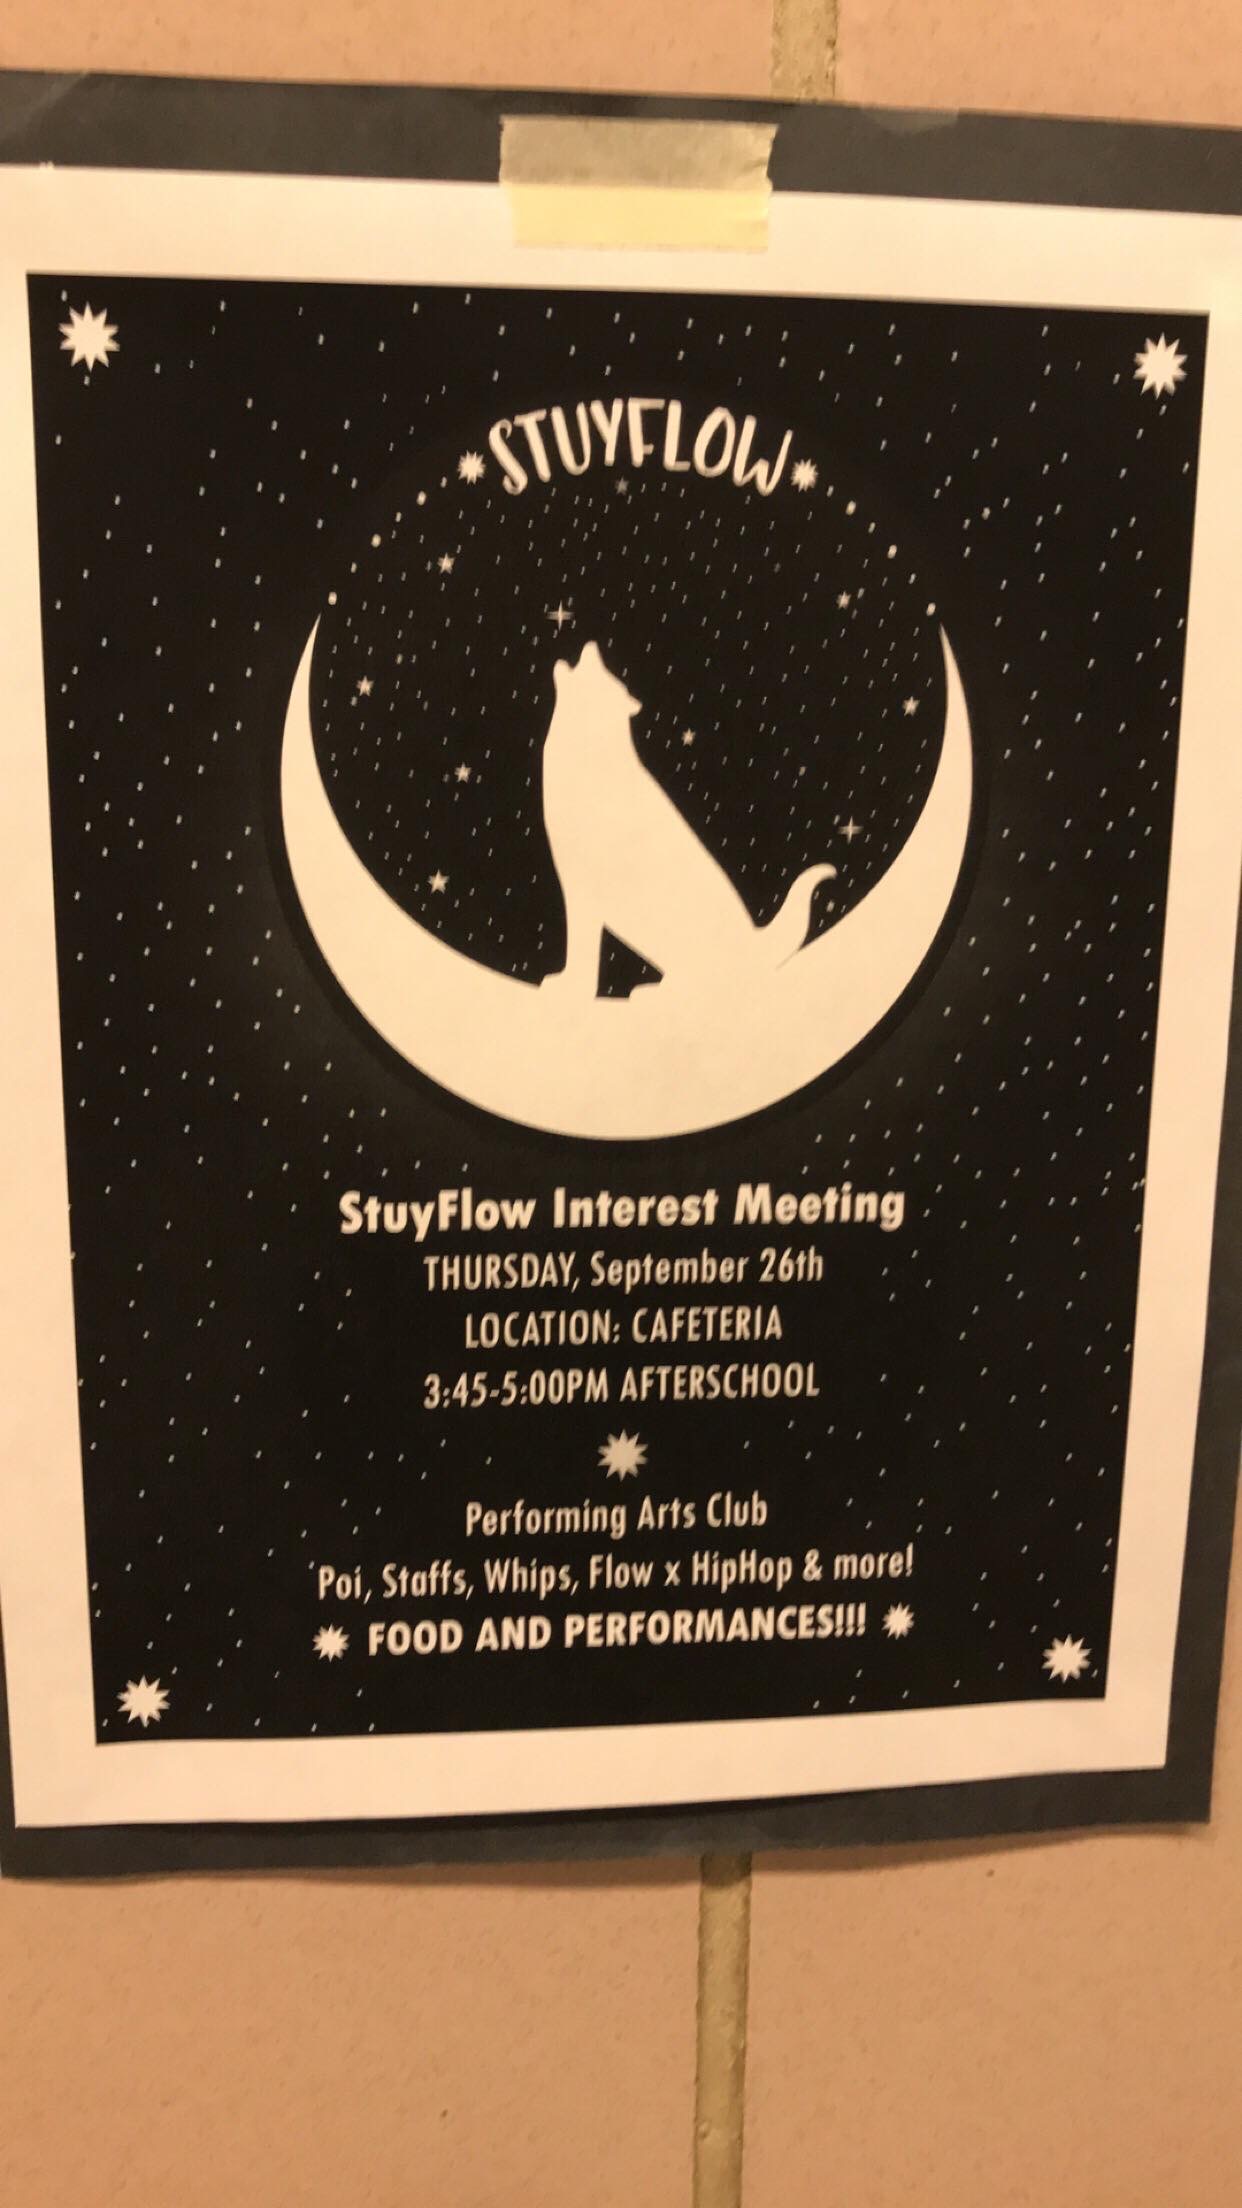 STUYFLOW
StuyFlow Interest Meeting
THURSDAY, September 26th
LOCATION: CAFETERIA
3:45-5:00PM AFTERSCHOOL
Performing Arts Club
Poi, Staffs, Whips, Flow x HipHop & more!
FOOD AND PERFORMANCES!!!